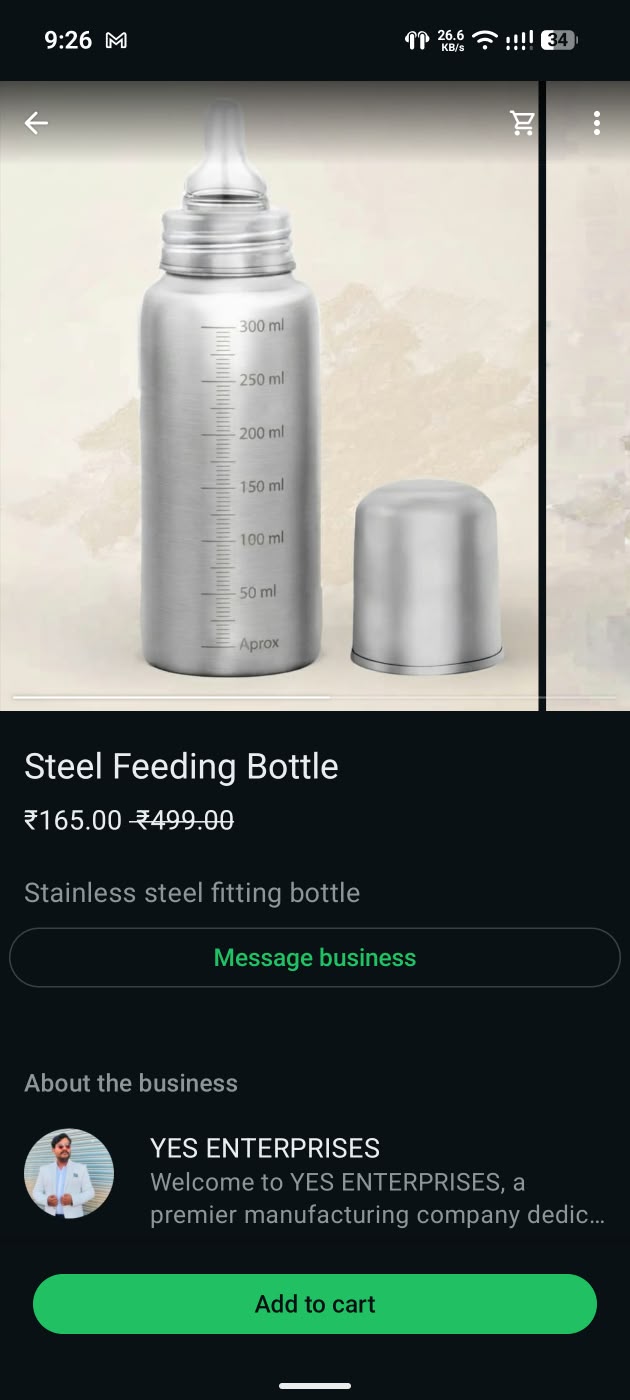 9:26
26.6
KB/s
34
300 ml
250 ml
200 ml
150 ml
100 ml
50 ml
Aprox
Steel Feeding Bottle
₹165.00 ₹499.00
Stainless steel fitting bottle
Message business
About the business
YES ENTERPRISES
Welcome to YES ENTERPRISES, a
premier manufacturing company dedic...
Add to cart